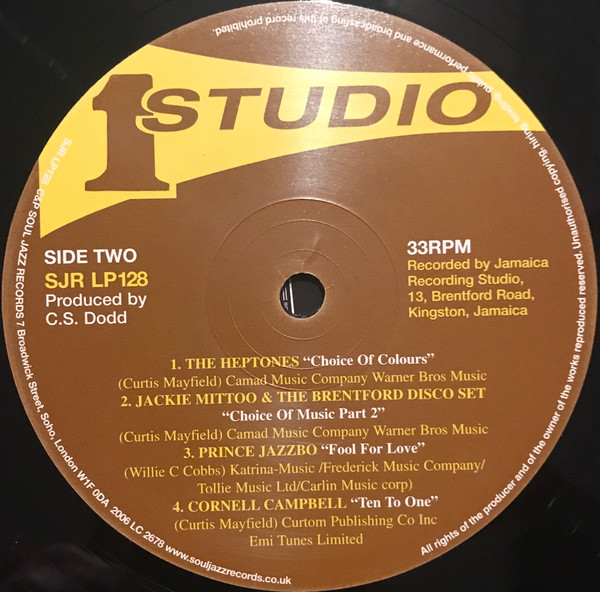 1 STUDIO
SIDE TWO
SJR LP128
Produced by
C.S. Dodd
33RPM
Recorded by Jamaica
Recording Studio,
13, Brentford Road,
Kingston, Jamaica
1. THE HEPTONES “Choice Of Colours”
(Curtis Mayfield) Camad Music Company Warner Bros Music
2. JACKIE MITTOO & THE BRENTFORD DISCO SET
“Choice Of Music Part 2”
(Curtis Mayfield) Camad Music Company Warner Bros Music
3. PRINCE JAZZBO “Fool For Love”
(Willie C Cobbs) Katrina-Music /Frederick Music Company/
Tollie Music Ltd/Carlin Music corp)
4. CORNELL CAMPBELL “Ten To One”
(Curtis Mayfield) Curtom Publishing Co Inc
Emi Tunes Limited
SJR LP128 C&P SOUL JAZZ RECORDS 7 Broadwick Street, Soho, London W1F 0DA 2006 LC 2678 www.souljazzrecords.co.uk
All rights of the producer and of the owner of the works produced reserved. Unauthorised copying, hiring, lending, public performance and broadcasting of this record prohibited.